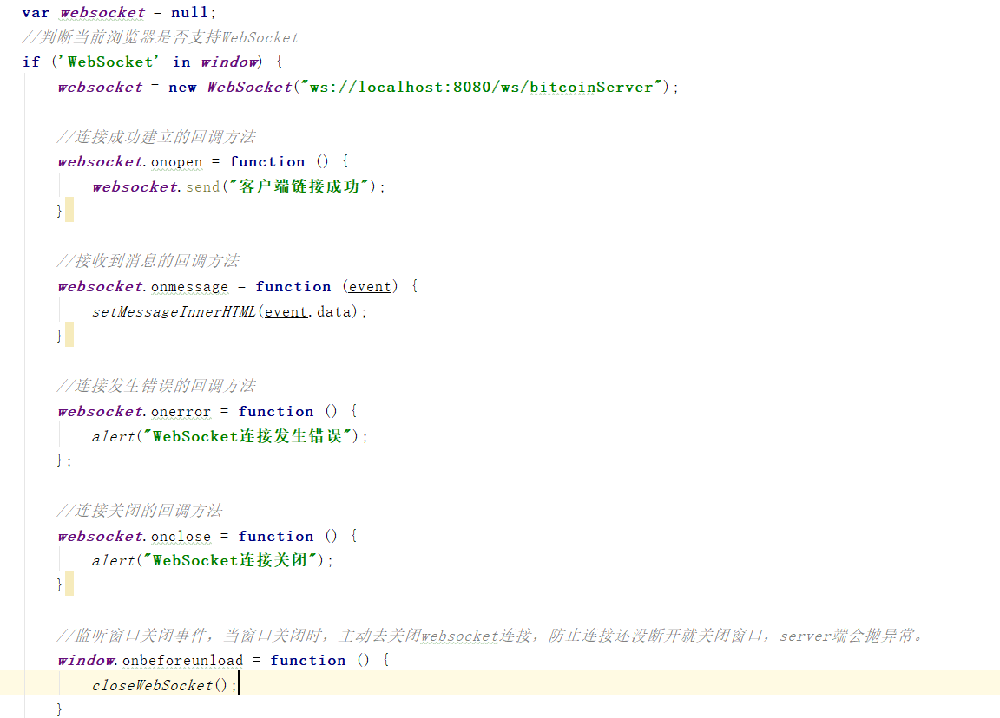 var websocket = null;
//判断当前浏览器是否支持WebSocket
if ('WebSocket' in window) {
    websocket = new WebSocket("ws://localhost:8080/ws/bitcoinServer");

    //连接成功建立的回调方法
    websocket.onopen = function () {
        websocket.send("客户端链接成功");
    }

    //接收到消息的回调方法
    websocket.onmessage = function (event) {
        setMessageInnerHTML(event.data);
    }

    //连接发生错误的回调方法
    websocket.onerror = function () {
        alert("WebSocket连接发生错误");
    };

    //连接关闭的回调方法
    websocket.onclose = function () {
        alert("WebSocket连接关闭");
    }

    //监听窗口关闭事件，当窗口关闭时，主动去关闭websocket连接，防止连接还没断开就关闭窗口，server端会抛异常。
    window.onbeforeunload = function () {
        closeWebSocket();
    }